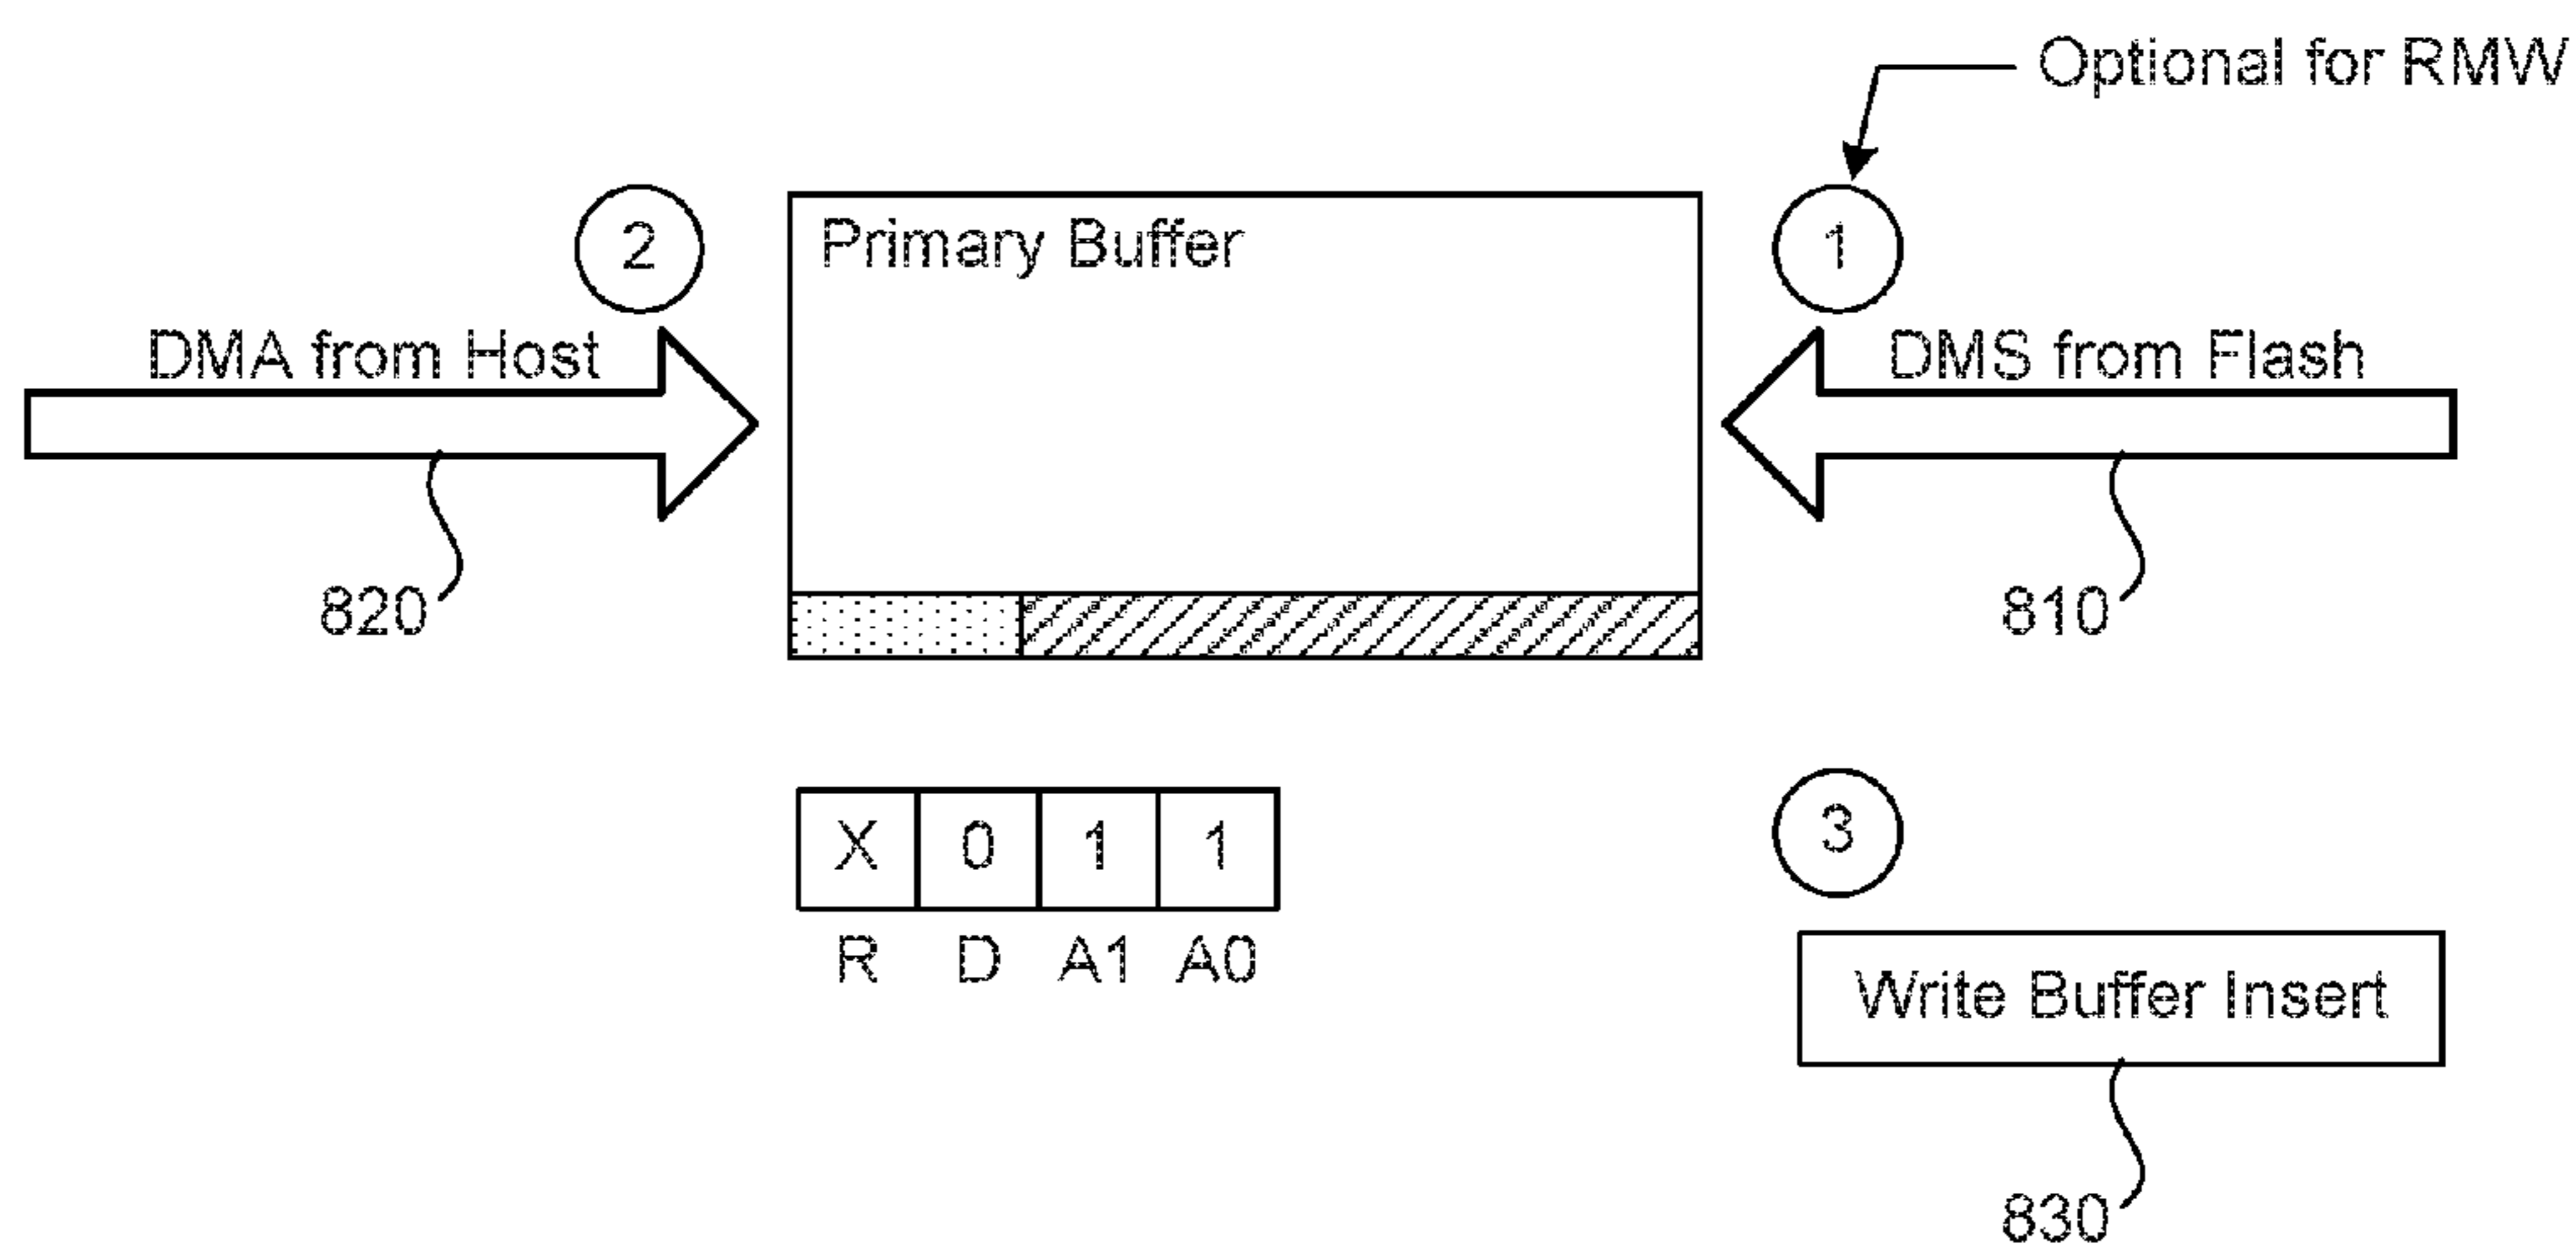 Optional for RMW
2
Primary Buffer
1
DMA from Host
DMS from Flash
820
810
X 0 1 1
R D A1 A0
3
Write Buffer Insert
830